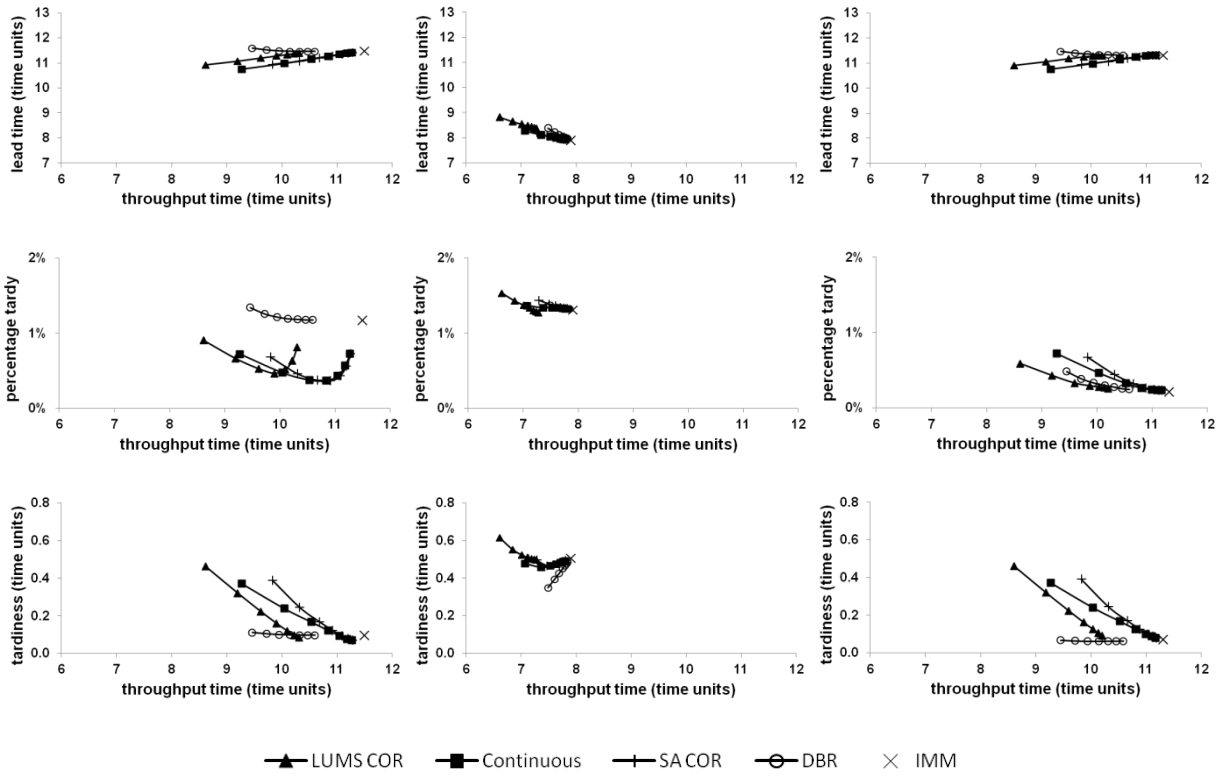 lead time (time units)
13
12
11
10
9
8
7
6 7 8 9 10 11 12
throughput time (time units)
lead time (time units)
13
12
11
10
9
8
7
6 7 8 9 10 11 12
throughput time (time units)
lead time (time units)
13
12
11
10
9
8
7
6 7 8 9 10 11 12
throughput time (time units)
percentage tardy
2%
1%
0%
6 7 8 9 10 11 12
throughput time (time units)
percentage tardy
2%
1%
0%
6 7 8 9 10 11 12
throughput time (time units)
percentage tardy
2%
1%
0%
6 7 8 9 10 11 12
throughput time (time units)
tardiness (time units)
0.8
0.6
0.4
0.2
0.0
6 7 8 9 10 11 12
throughput time (time units)
tardiness (time units)
0.8
0.6
0.4
0.2
0.0
6 7 8 9 10 11 12
throughput time (time units)
tardiness (time units)
0.8
0.6
0.4
0.2
0.0
6 7 8 9 10 11 12
throughput time (time units)
LUMS COR Continuous SA COR DBR IMM